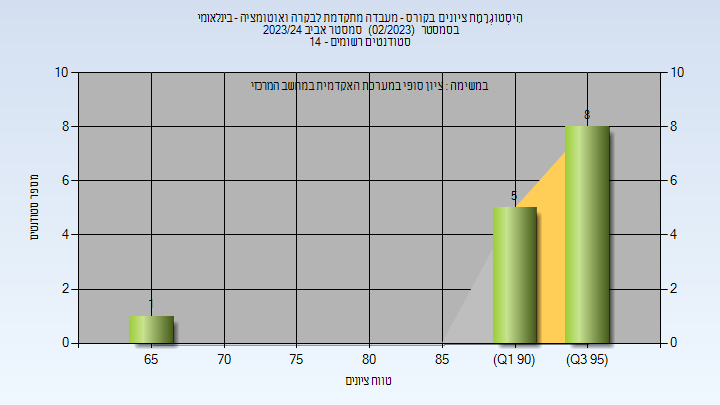 הִיסְטוֹגְרָמַת ציונים בקורס - מעבדה מתקדמת לבקרה ואוטומציה - בינלאומי
בסמסטר (02/2023) סמסטר אביב 2023/24
סטודנטים רשומים - 14
במשימה : ציון סופי במערכת האקדמית במחשב המרכזי
10 10
8 8
6 6
4 4
2 2
0 0
1 5 8
65 70 75 80 85 (Q1 90) (Q3 95)
מספר סטודנטים
טווח ציונים